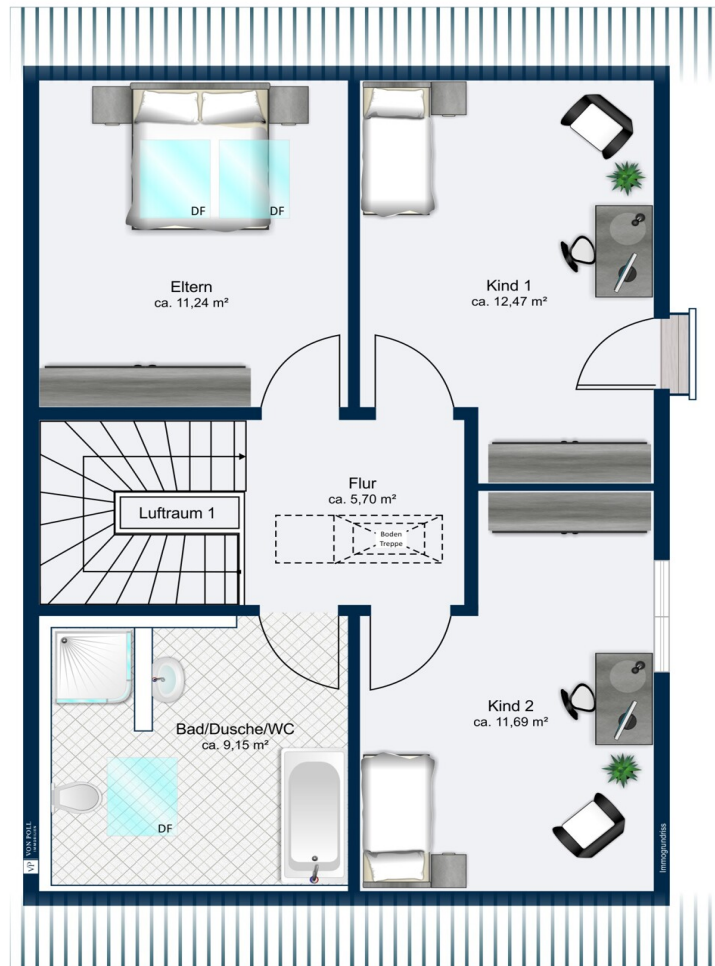 DF
DF
Eltern
ca. 11,24 m²
Kind 1
ca. 12,47 m²
Flur
ca. 5,70 m²
Luftraum 1
Boden
Treppe
Kind 2
ca. 11,69 m²
Bad/Dusche/WC
ca. 9,15 m²
DF
VP VON POLL
IMMOBILIEN
Immogrundriss